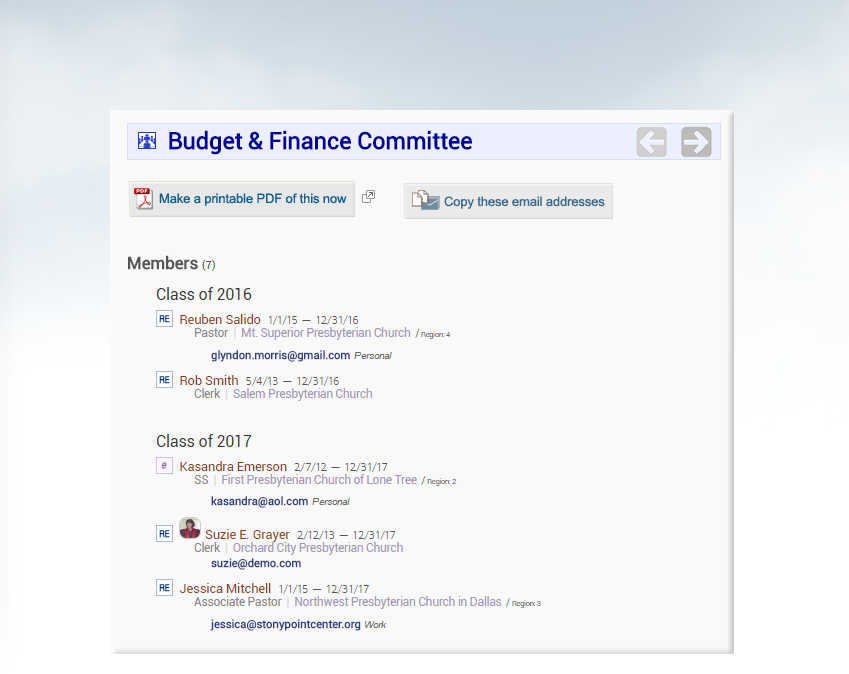 Budget & Finance Committee
PDF Make a printable PDF of this now
Copy these email addresses
Members (7)
Class of 2016
RE Reuben Salido 1/1/15 — 12/31/16
Pastor | Mt. Superior Presbyterian Church / Region: 4
glyndon.morris@gmail.com Personal
RE Rob Smith 5/4/13 — 12/31/16
Clerk | Salem Presbyterian Church
Class of 2017
Kasandra Emerson 2/7/12 — 12/31/17
SS | First Presbyterian Church of Lone Tree / Region: 2
kasandra@aol.com Personal
RE Suzie E. Grayer 2/12/13 — 12/31/17
Clerk | Orchard City Presbyterian Church
suzie@demo.com
RE Jessica Mitchell 1/1/15 — 12/31/17
Associate Pastor | Northwest Presbyterian Church in Dallas / Region: 3
jessica@stonypointcenter.org Work